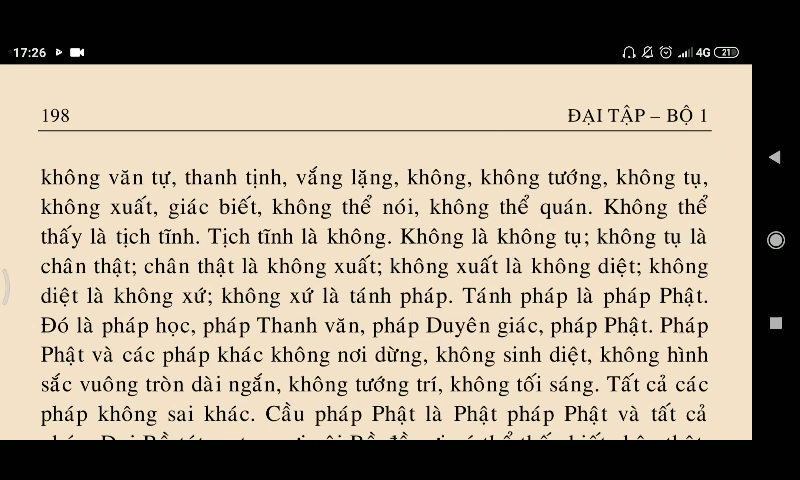 17:26
4G 21
198 ĐẠI TẬP – BỘ 1
không văn tự, thanh tịnh, vắng lặng, không, không tướng, không tụ,
không xuất, giác biết, không thể nói, không thể quán. Không thể
thấy là tịch tĩnh. Tịch tĩnh là không. Không là không tụ; không tụ là
chân thật; chân thật là không xuất; không xuất là không diệt; không
diệt là không xứ; không xứ là tánh pháp. Tánh pháp là pháp Phật.
Đó là pháp học, pháp Thanh văn, pháp Duyên giác, pháp Phật. Pháp
Phật và các pháp khác không nơi dừng, không sinh diệt, không hình
sắc vuông tròn dài ngắn, không tướng trí, không tối sáng. Tất cả các
pháp không sai khác. Cầu pháp Phật là Phật pháp Phật và tất cả